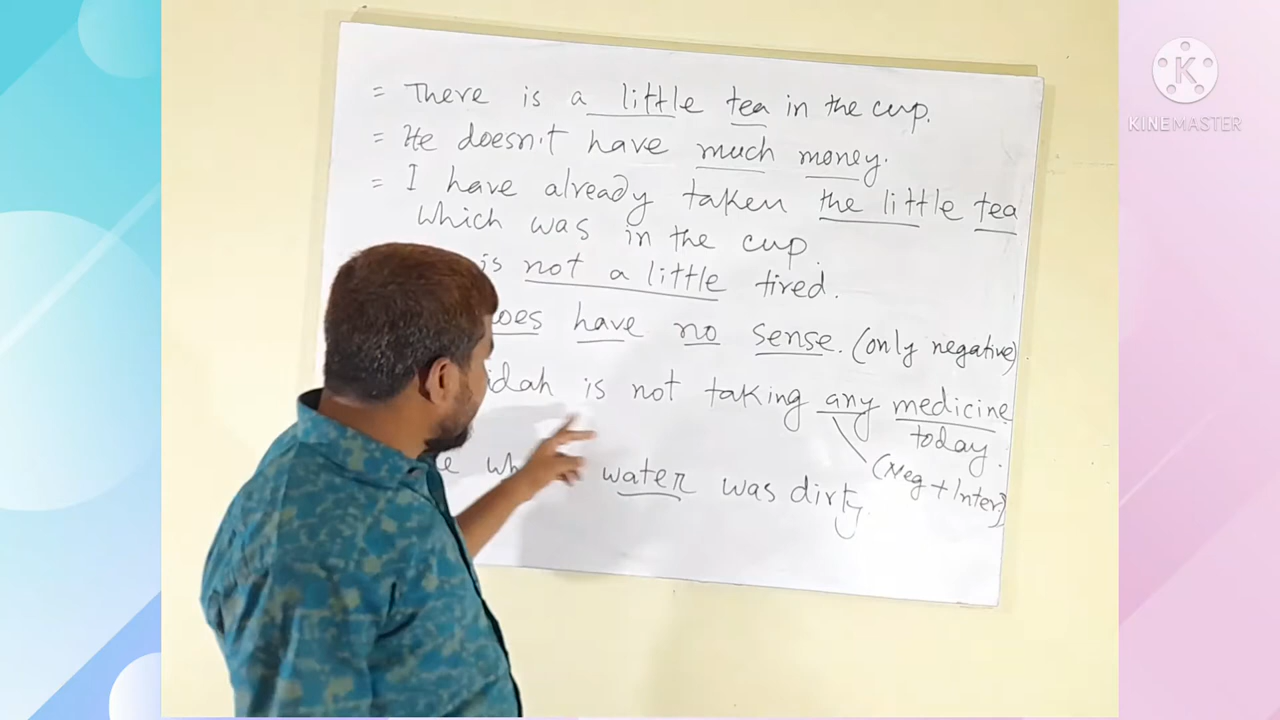 = There is a little tea in the cup.
= He doesn't have much money.
= I have already taken the little tea
which was in the cup.
is not a little tired.
have no sense. (only negative).
is not taking any medicine
today.
(Neg + Inter)
water was dirty.
KINEMASTER